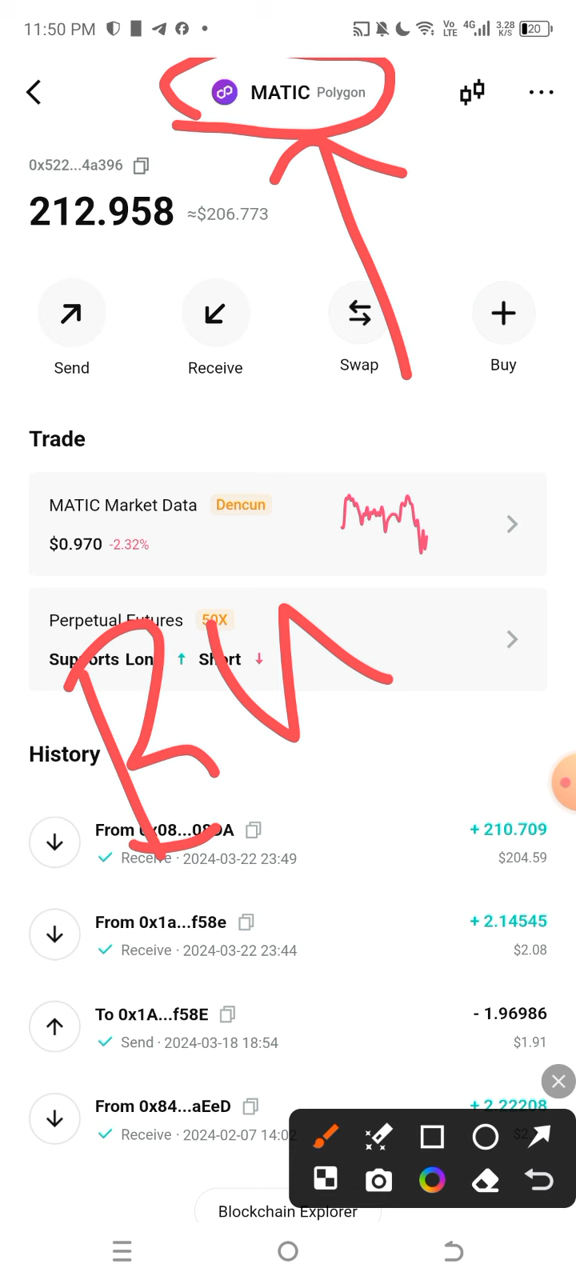 11:50 PM
Vo LTE 4G 3.28 K/S 20
MATIC Polygon
0x522...4a396
212.958 ≈$206.773
Send Receive Swap Buy
Trade
MATIC Market Data Dencun
$0.970 -2.32%
Perpetual Futures 50X
Supports Long Short
History
From 0x08...089A + 210.709
Receive · 2024-03-22 23:49 $204.59
From 0x1a...f58e + 2.14545
Receive · 2024-03-22 23:44 $2.08
To 0x1A...f58E - 1.96986
Send · 2024-03-18 18:54 $1.91
From 0x84...aEeD + 2.22208
Receive · 2024-02-07 14:02
Blockchain Explorer